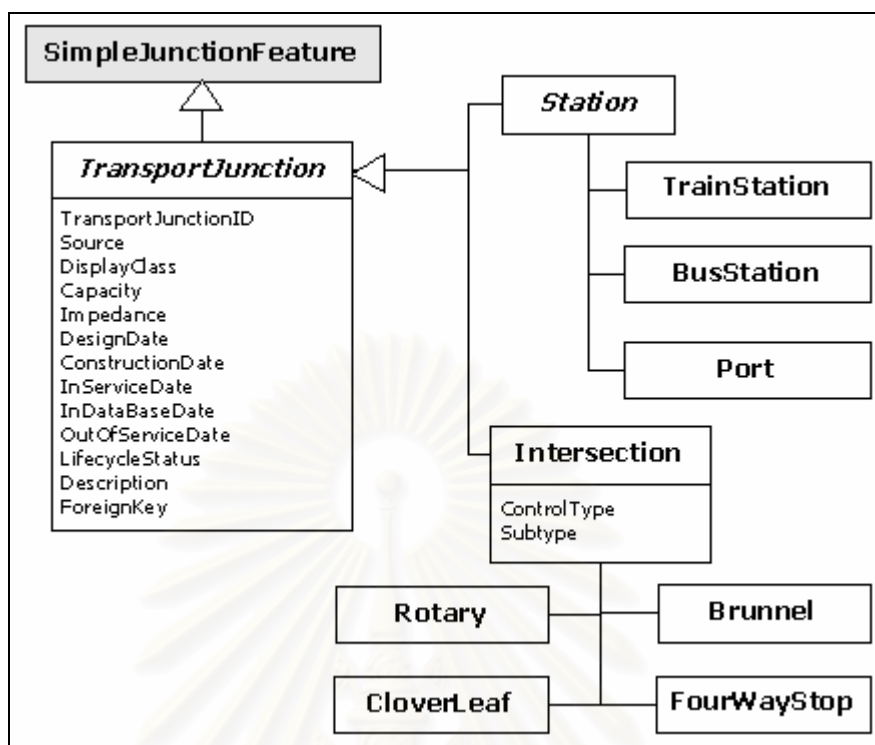 SimpleJunctionFeature
TransportJunction
TransportJunctionID
Source
DisplayClass
Capacity
Impedance
DesignDate
ConstructionDate
InServiceDate
InDataBaseDate
OutOfServiceDate
LifecycleStatus
Description
ForeignKey
Station
TrainStation
BusStation
Port
Intersection
ControlType
Subtype
Rotary
Brunnel
CloverLeaf
FourWayStop